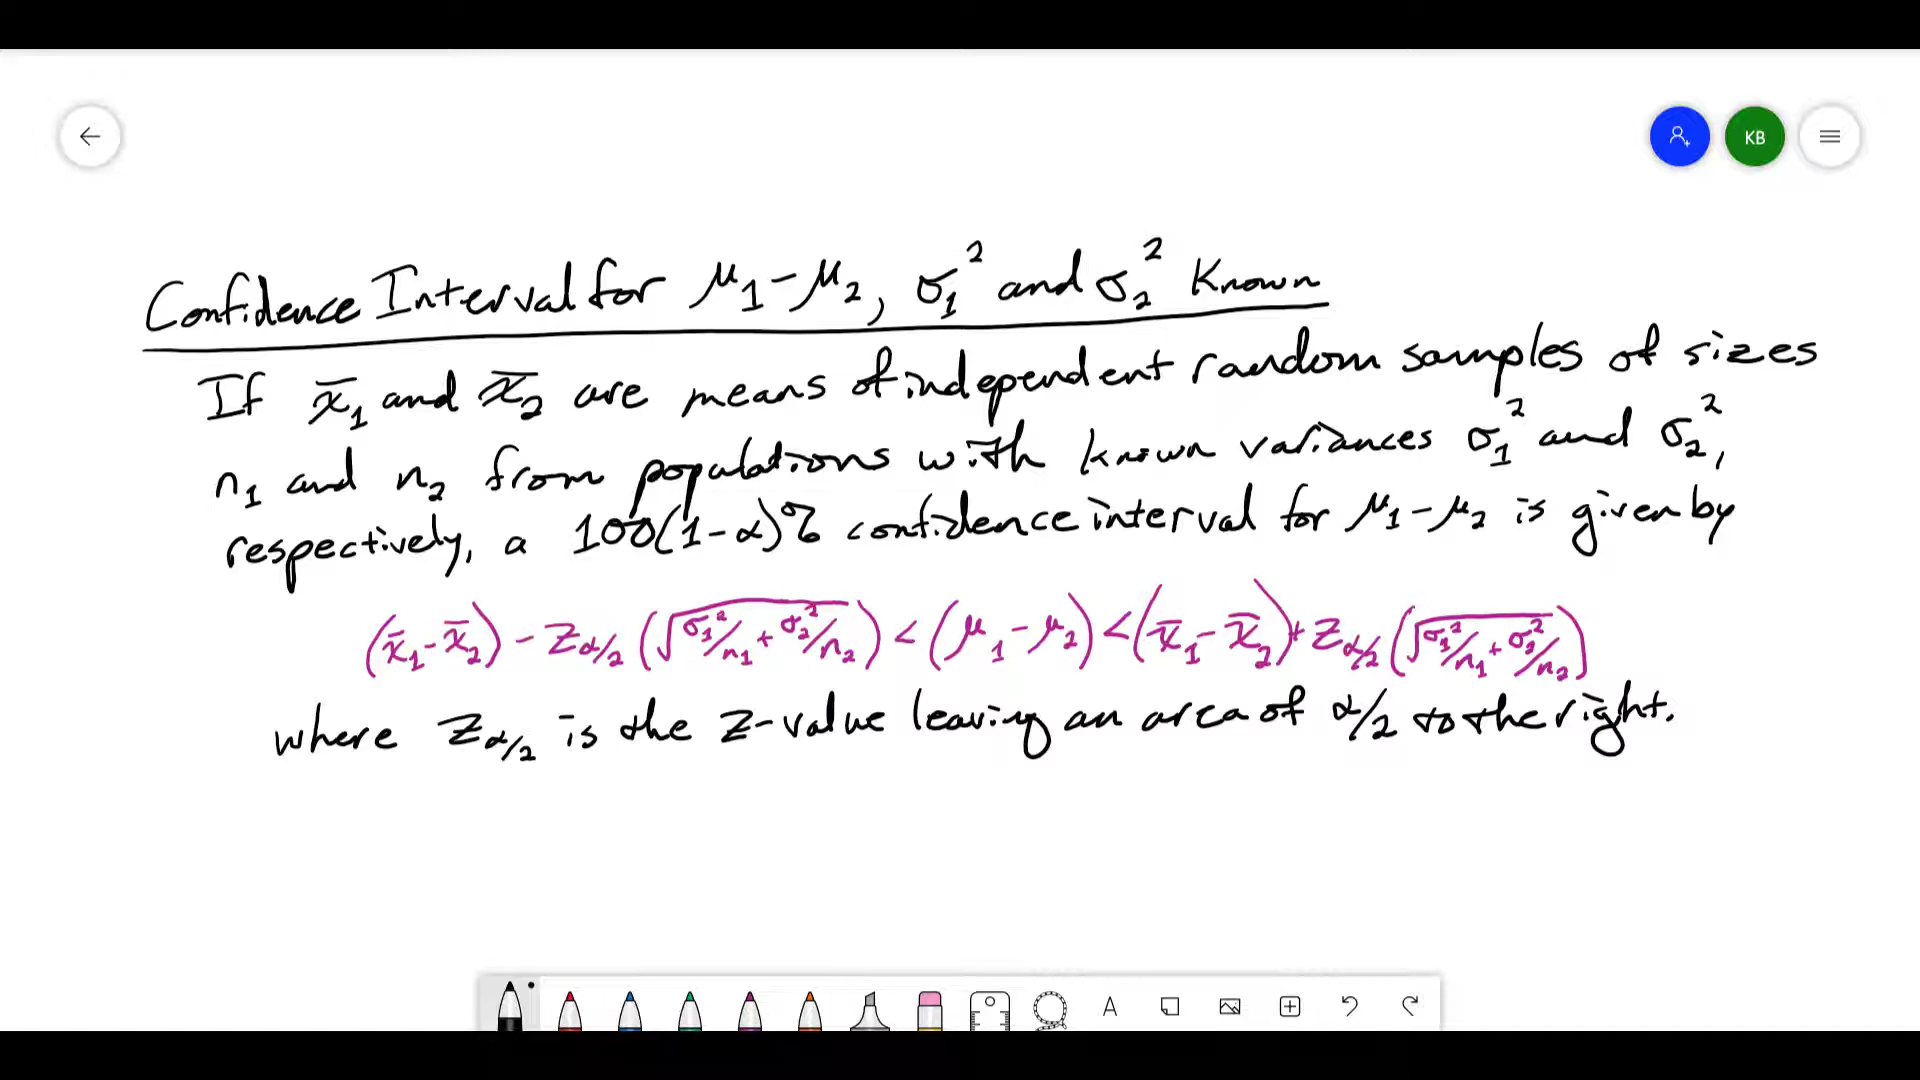 KB
Confidence Interval for μ₁-μ₂, σ₁² and σ₂² Known
If x̄₁ and x̄₂ are means of independent random samples of sizes
n₁ and n₂ from populations with known variances σ₁² and σ₂²,
respectively, a 100(1-α)% confidence interval for μ₁-μ₂ is given by
(x̄₁-x̄₂) - z_α/2 (√σ₁²/n₁ + σ₂²/n₂) < (μ₁-μ₂) < (x̄₁-x̄₂) + z_α/2 (√σ₁²/n₁ + σ₂²/n₂)
where z_α/2 is the z-value leaving an area of α/2 to the right.
A